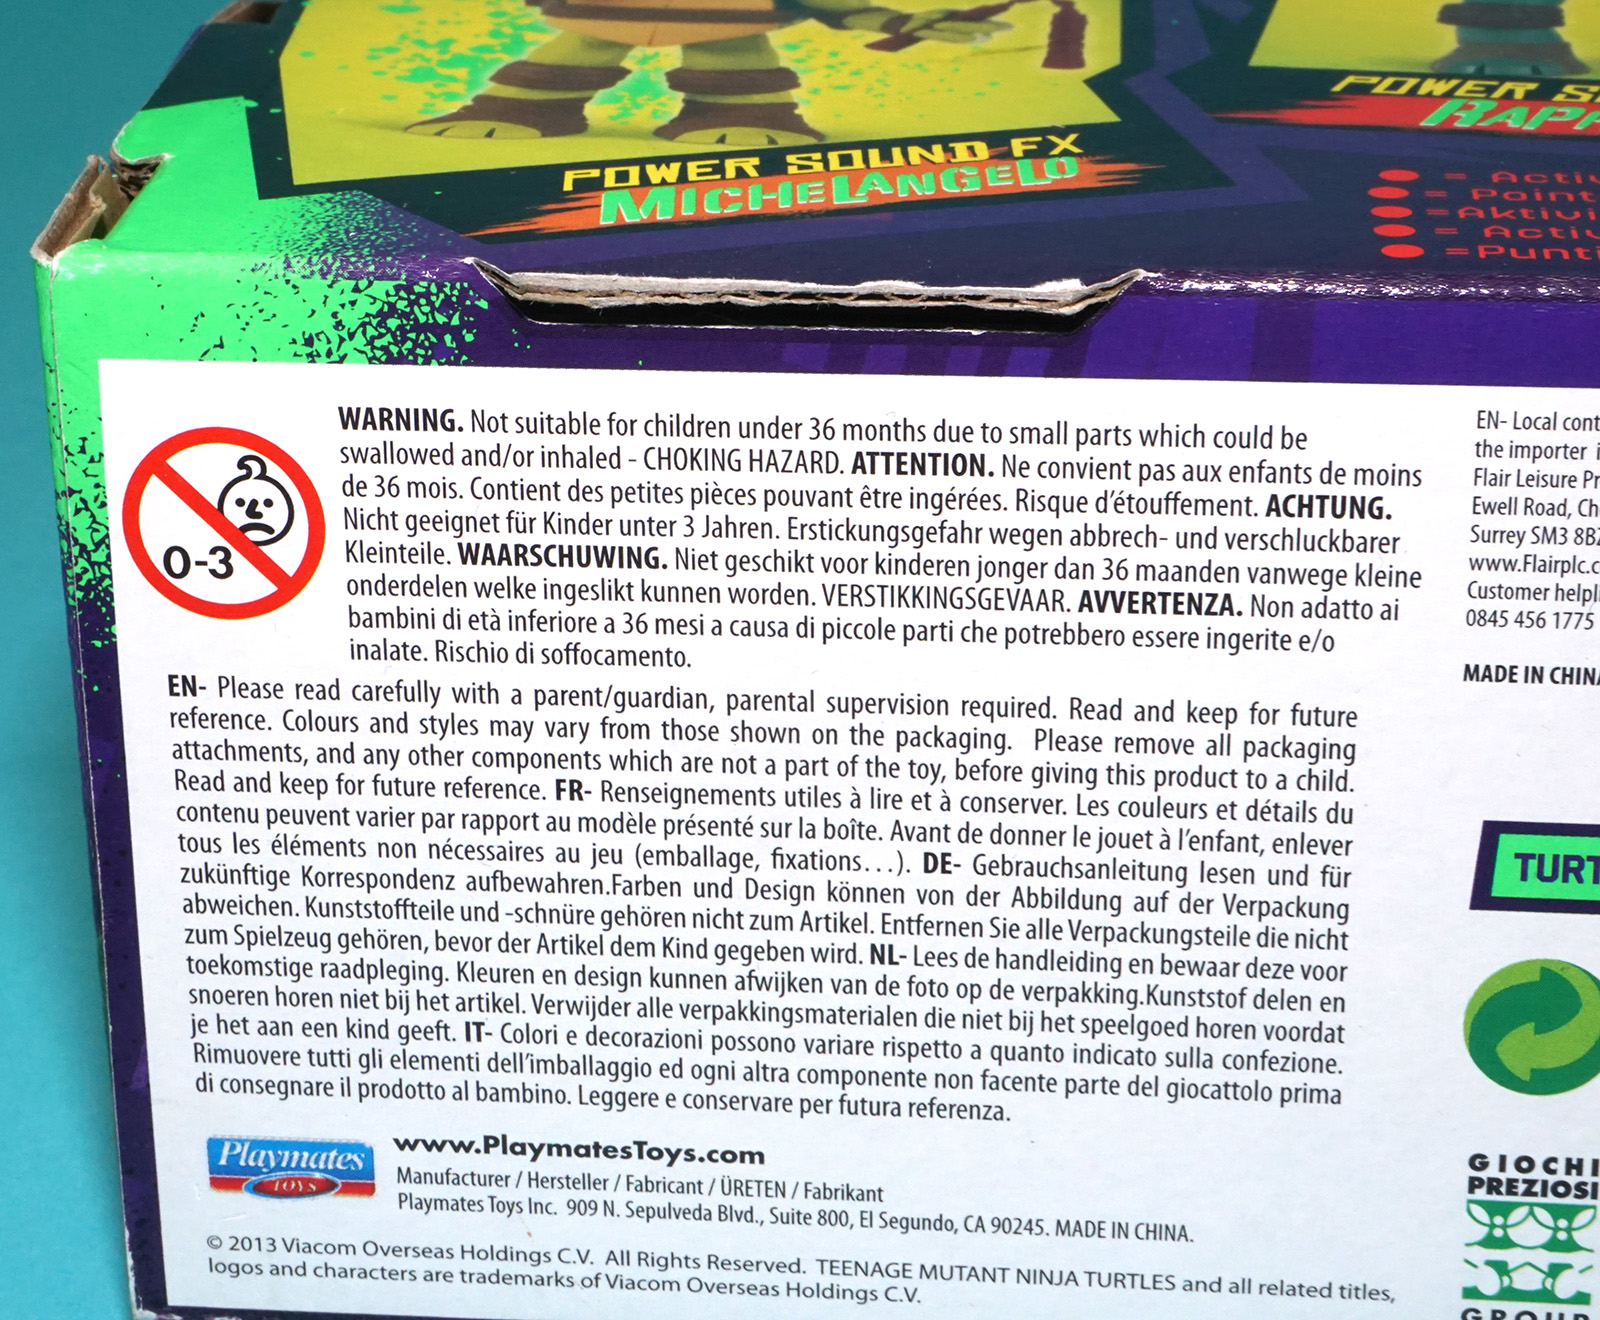 POWER SOUND FX
MICHELANGELO
POWER
= 
= Point
=Aktivi
=
=Punti
WARNING. Not suitable for children under 36 months due to small parts which could be
swallowed and/or inhaled - CHOKING HAZARD. ATTENTION. Ne convient pas aux enfants de moins
de 36 mois. Contient des petites pièces pouvant être ingérées. Risque d'étouffement. ACHTUNG.
Nicht geeignet für Kinder unter 3 Jahren. Erstickungsgefahr wegen abbrech- und verschluckbarer
Kleinteile. WAARSCHUWING. Niet geschikt voor kinderen jonger dan 36 maanden vanwege kleine
onderdelen welke ingeslikt kunnen worden. VERSTIKKINGSGEVAAR. AVVERTENZA. Non adatto ai
bambini di età inferiore a 36 mesi a causa di piccole parti che potrebbero essere ingerite e/o
inalate. Rischio di soffocamento.
0-3
EN- Please read carefully with a parent/guardian, parental supervision required. Read and keep for future
reference. Colours and styles may vary from those shown on the packaging. Please remove all packaging
attachments, and any other components which are not a part of the toy, before giving this product to a child.
Read and keep for future reference. FR- Renseignements utiles à lire et à conserver. Les couleurs et détails du
contenu peuvent varier par rapport au modèle présenté sur la boîte. Avant de donner le jouet à l'enfant, enlever
tous les éléments non nécessaires au jeu (emballage, fixations...). DE- Gebrauchsanleitung lesen und für
zukünftige Korrespondenz aufbewahren.Farben und Design können von der Abbildung auf der Verpackung
abweichen. Kunststoffteile und -schnüre gehören nicht zum Artikel. Entfernen Sie alle Verpackungsteile die nicht
zum Spielzeug gehören, bevor der Artikel dem Kind gegeben wird. NL- Lees de handleiding en bewaar deze voor
toekomstige raadpleging. Kleuren en design kunnen afwijken van de foto op de verpakking.Kunststof delen en
snoeren horen niet bij het artikel. Verwijder alle verpakkingsmaterialen die niet bij het speelgoed horen voordat
je het aan een kind geeft. IT- Colori e decorazioni possono variare rispetto a quanto indicato sulla confezione.
Rimuovere tutti gli elementi dell'imballaggio ed ogni altra componente non facente parte del giocattolo prima
di consegnare il prodotto al bambino. Leggere e conservare per futura referenza.
Playmates
TOYS
www.PlaymatesToys.com
Manufacturer / Hersteller / Fabricant / ÜRETEN / Fabrikant
Playmates Toys Inc. 909 N. Sepulveda Blvd., Suite 800, El Segundo, CA 90245. MADE IN CHINA.
© 2013 Viacom Overseas Holdings C.V. All Rights Reserved. TEENAGE MUTANT NINJA TURTLES and all related titles,
logos and characters are trademarks of Viacom Overseas Holdings C.V.
EN- Local cont
the importer i
Flair Leisure Pr
Ewell Road, Ch
Surrey SM3 8BZ
www.Flairplc.c
Customer helpl
0845 456 1775
MADE IN CHINA
TURT
GIOCHI
PREZIOSI
GROUP